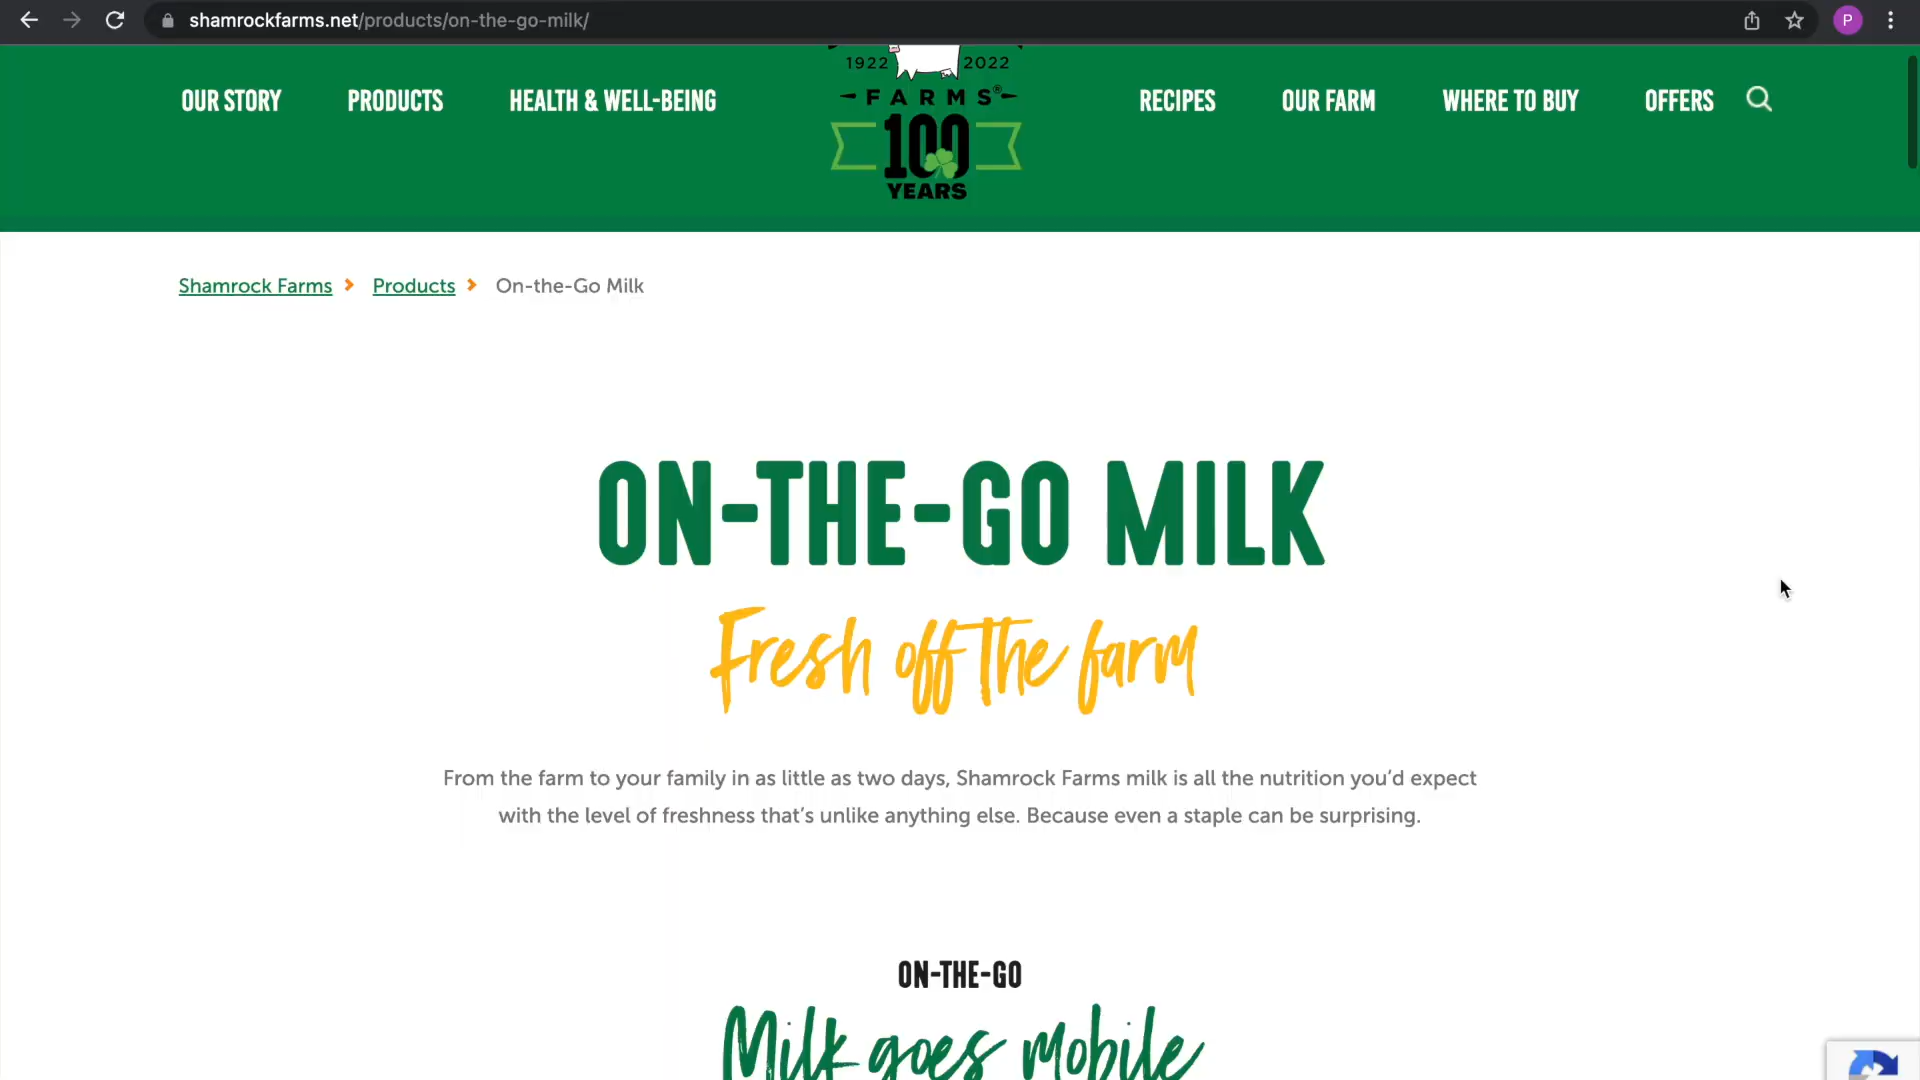 shamrockfarms.net/products/on-the-go-milk/
P
1922 2022
FARMS®
100
YEARS
OUR STORY
PRODUCTS
HEALTH & WELL-BEING
RECIPES
OUR FARM
WHERE TO BUY
OFFERS
Shamrock Farms
Products
On-the-Go Milk
ON-THE-GO MILK
Fresh off the farm
From the farm to your family in as little as two days, Shamrock Farms milk is all the nutrition you’d expect
with the level of freshness that’s unlike anything else. Because even a staple can be surprising.
ON-THE-GO
Milk goes mobile